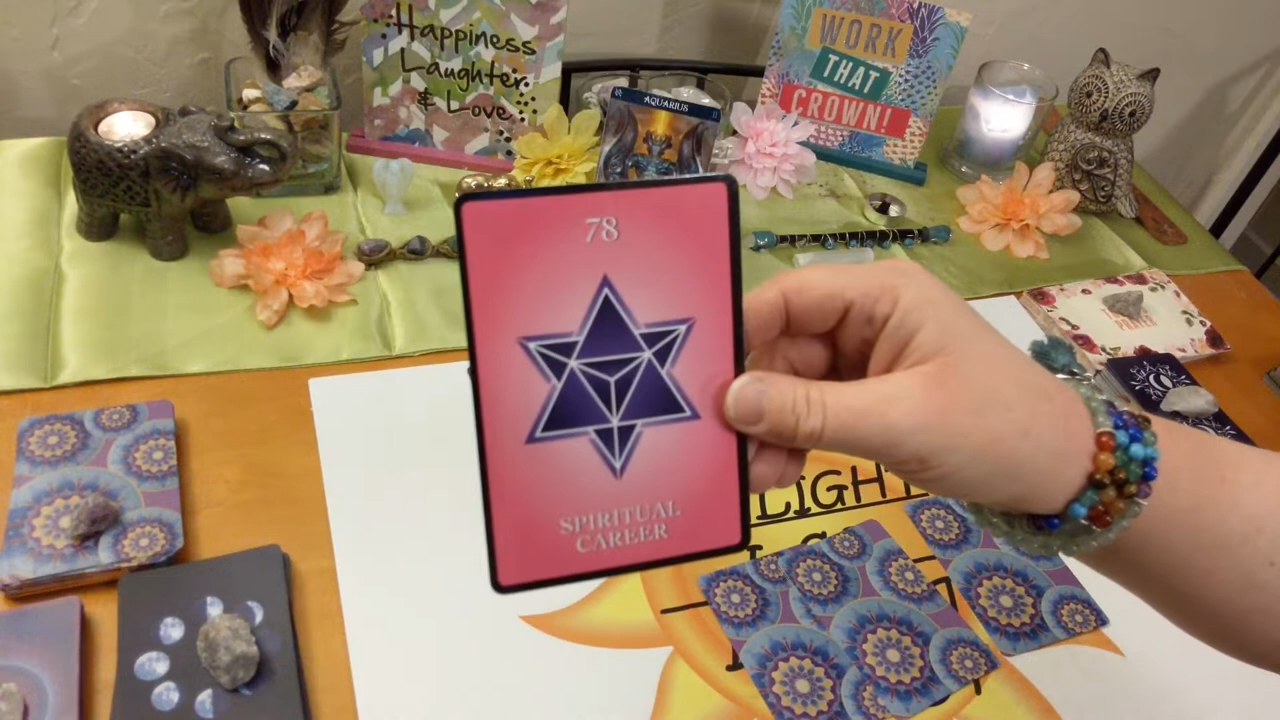 Happiness
Laughter
& Love
WORK
THAT
CROWN!
AQUARIUS
78
SPIRITUAL
CAREER
LIGHT